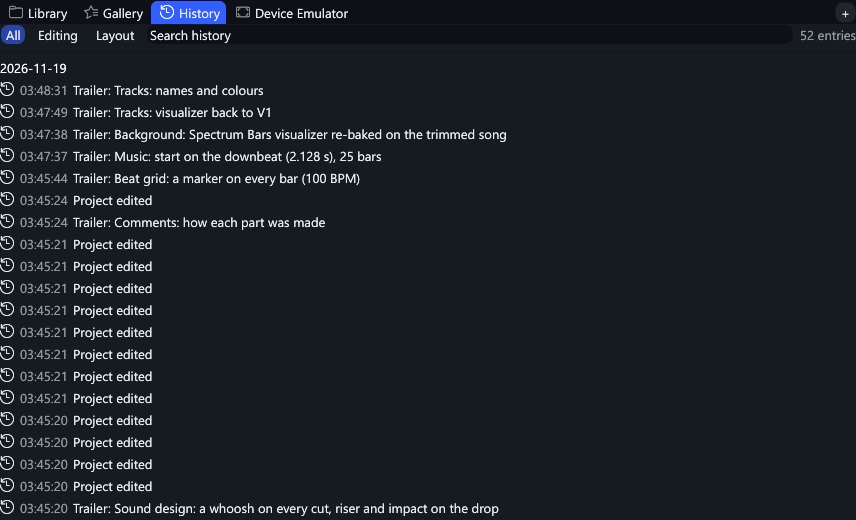 Library Gallery History Device Emulator +
All Editing Layout Search history 52 entries
2026-11-19
03:48:31 Trailer: Tracks: names and colours
03:47:49 Trailer: Tracks: visualizer back to V1
03:47:38 Trailer: Background: Spectrum Bars visualizer re-baked on the trimmed song
03:47:37 Trailer: Music: start on the downbeat (2.128 s), 25 bars
03:45:44 Trailer: Beat grid: a marker on every bar (100 BPM)
03:45:24 Project edited
03:45:24 Trailer: Comments: how each part was made
03:45:21 Project edited
03:45:21 Project edited
03:45:21 Project edited
03:45:21 Project edited
03:45:21 Project edited
03:45:21 Project edited
03:45:21 Project edited
03:45:21 Project edited
03:45:20 Project edited
03:45:20 Project edited
03:45:20 Project edited
03:45:20 Project edited
03:45:20 Trailer: Sound design: a whoosh on every cut, riser and impact on the drop